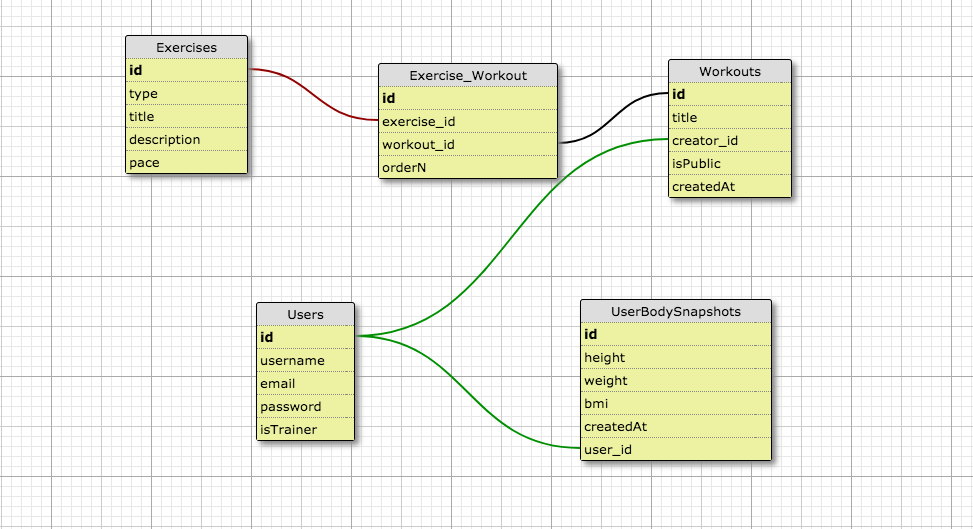 Exercises
id
type
title
description
pace
Exercise_Workout
id
exercise_id
workout_id
orderN
Workouts
id
title
creator_id
isPublic
createdAt
Users
id
username
email
password
isTrainer
UserBodySnapshots
id
height
weight
bmi
createdAt
user_id